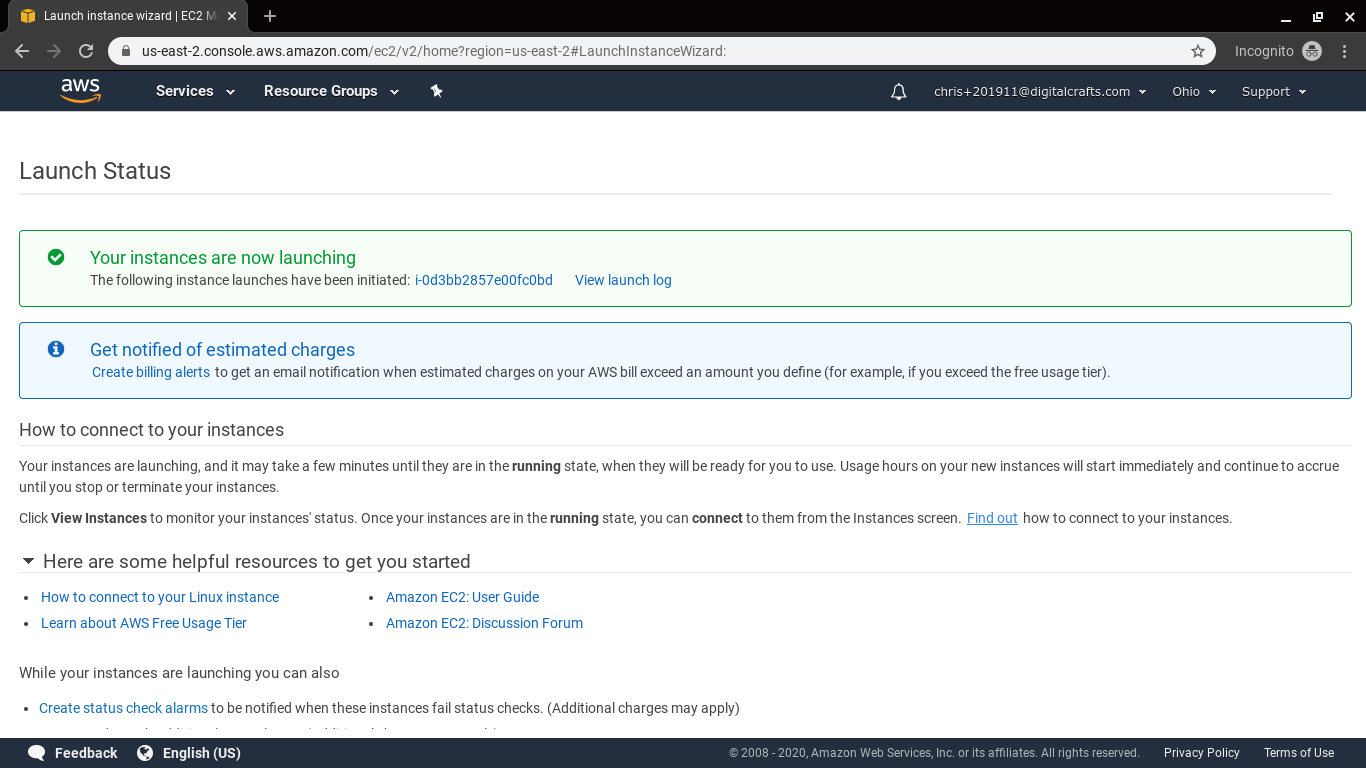 Launch instance wizard | EC2 M
us-east-2.console.aws.amazon.com/ec2/v2/home?region=us-east-2#LaunchInstanceWizard:
Incognito
aws
Services
Resource Groups
chris+201911@digitalcrafts.com
Ohio
Support
Launch Status
Your instances are now launching
The following instance launches have been initiated: i-0d3bb2857e00fc0bd View launch log
Get notified of estimated charges
Create billing alerts to get an email notification when estimated charges on your AWS bill exceed an amount you define (for example, if you exceed the free usage tier).
How to connect to your instances
Your instances are launching, and it may take a few minutes until they are in the running state, when they will be ready for you to use. Usage hours on your new instances will start immediately and continue to accrue
until you stop or terminate your instances.
Click View Instances to monitor your instances' status. Once your instances are in the running state, you can connect to them from the Instances screen. Find out how to connect to your instances.
Here are some helpful resources to get you started
• How to connect to your Linux instance
• Learn about AWS Free Usage Tier
• Amazon EC2: User Guide
• Amazon EC2: Discussion Forum
While your instances are launching you can also
• Create status check alarms to be notified when these instances fail status checks. (Additional charges may apply)
Feedback
English (US)
© 2008 - 2020, Amazon Web Services, Inc. or its affiliates. All rights reserved.
Privacy Policy
Terms of Use